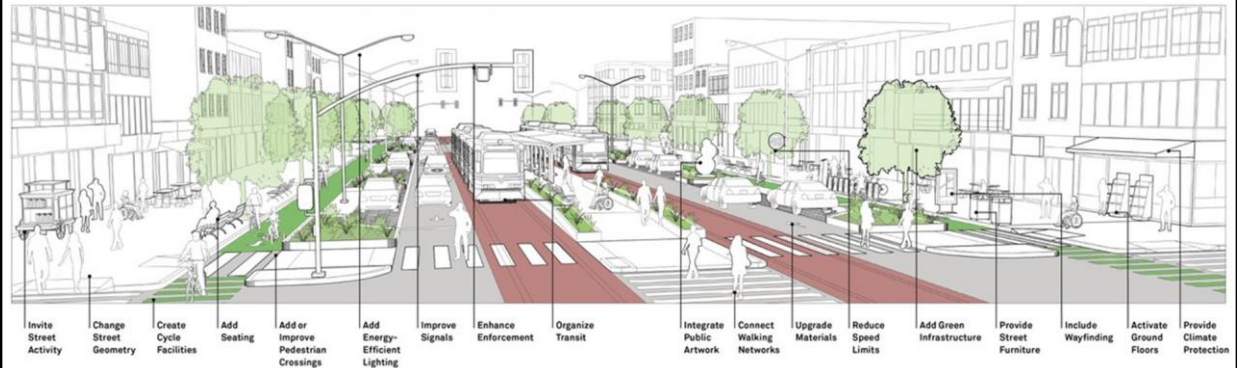 Invite
Street
Activity
Change
Street
Geometry
Create
Cycle
Facilities
Add
Seating
Add or
Improve
Pedestrian
Crossings
Add
Energy-
Efficient
Lighting
Improve
Signals
Enhance
Enforcement
Organize
Transit
Integrate
Public
Artwork
Connect
Walking
Networks
Upgrade
Materials
Reduce
Speed
Limits
Add Green
Infrastructure
Provide
Street
Furniture
Include
Wayfinding
Activate
Ground
Floors
Provide
Climate
Protection